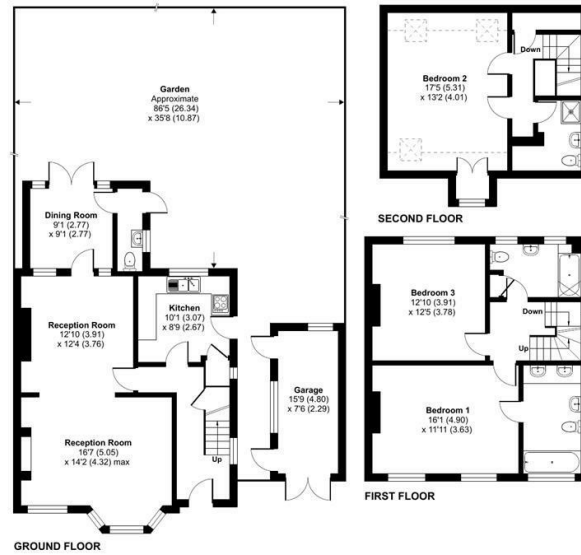 Garden
Approximate
86'5 (26.34)
x 35'8 (10.87)
Dining Room
9'1 (2.77)
x 9'1 (2.77)
Kitchen
10'1 (3.07)
x 8'9 (2.67)
Reception Room
12'10 (3.91)
x 12'4 (3.76)
Garage
15'9 (4.80)
x 7'6 (2.29)
Reception Room
16'7 (5.05)
x 14'2 (4.32) max
Up
GROUND FLOOR
Down
Bedroom 2
17'5 (5.31)
x 13'2 (4.01)
SECOND FLOOR
Bedroom 3
12'10 (3.91)
x 12'5 (3.78)
Down
Up
Bedroom 1
16'1 (4.90)
x 11'11 (3.63)
FIRST FLOOR